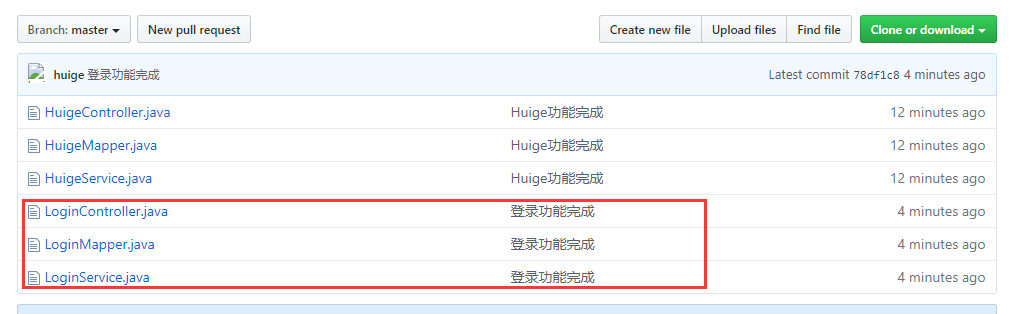 Branch: master New pull request Create new file Upload files Find file Clone or download
huige 登录功能完成 Latest commit 78df1c8 4 minutes ago
HuigeController.java Huige功能完成 12 minutes ago
HuigeMapper.java Huige功能完成 12 minutes ago
HuigeService.java Huige功能完成 12 minutes ago
LoginController.java 登录功能完成 4 minutes ago
LoginMapper.java 登录功能完成 4 minutes ago
LoginService.java 登录功能完成 4 minutes ago